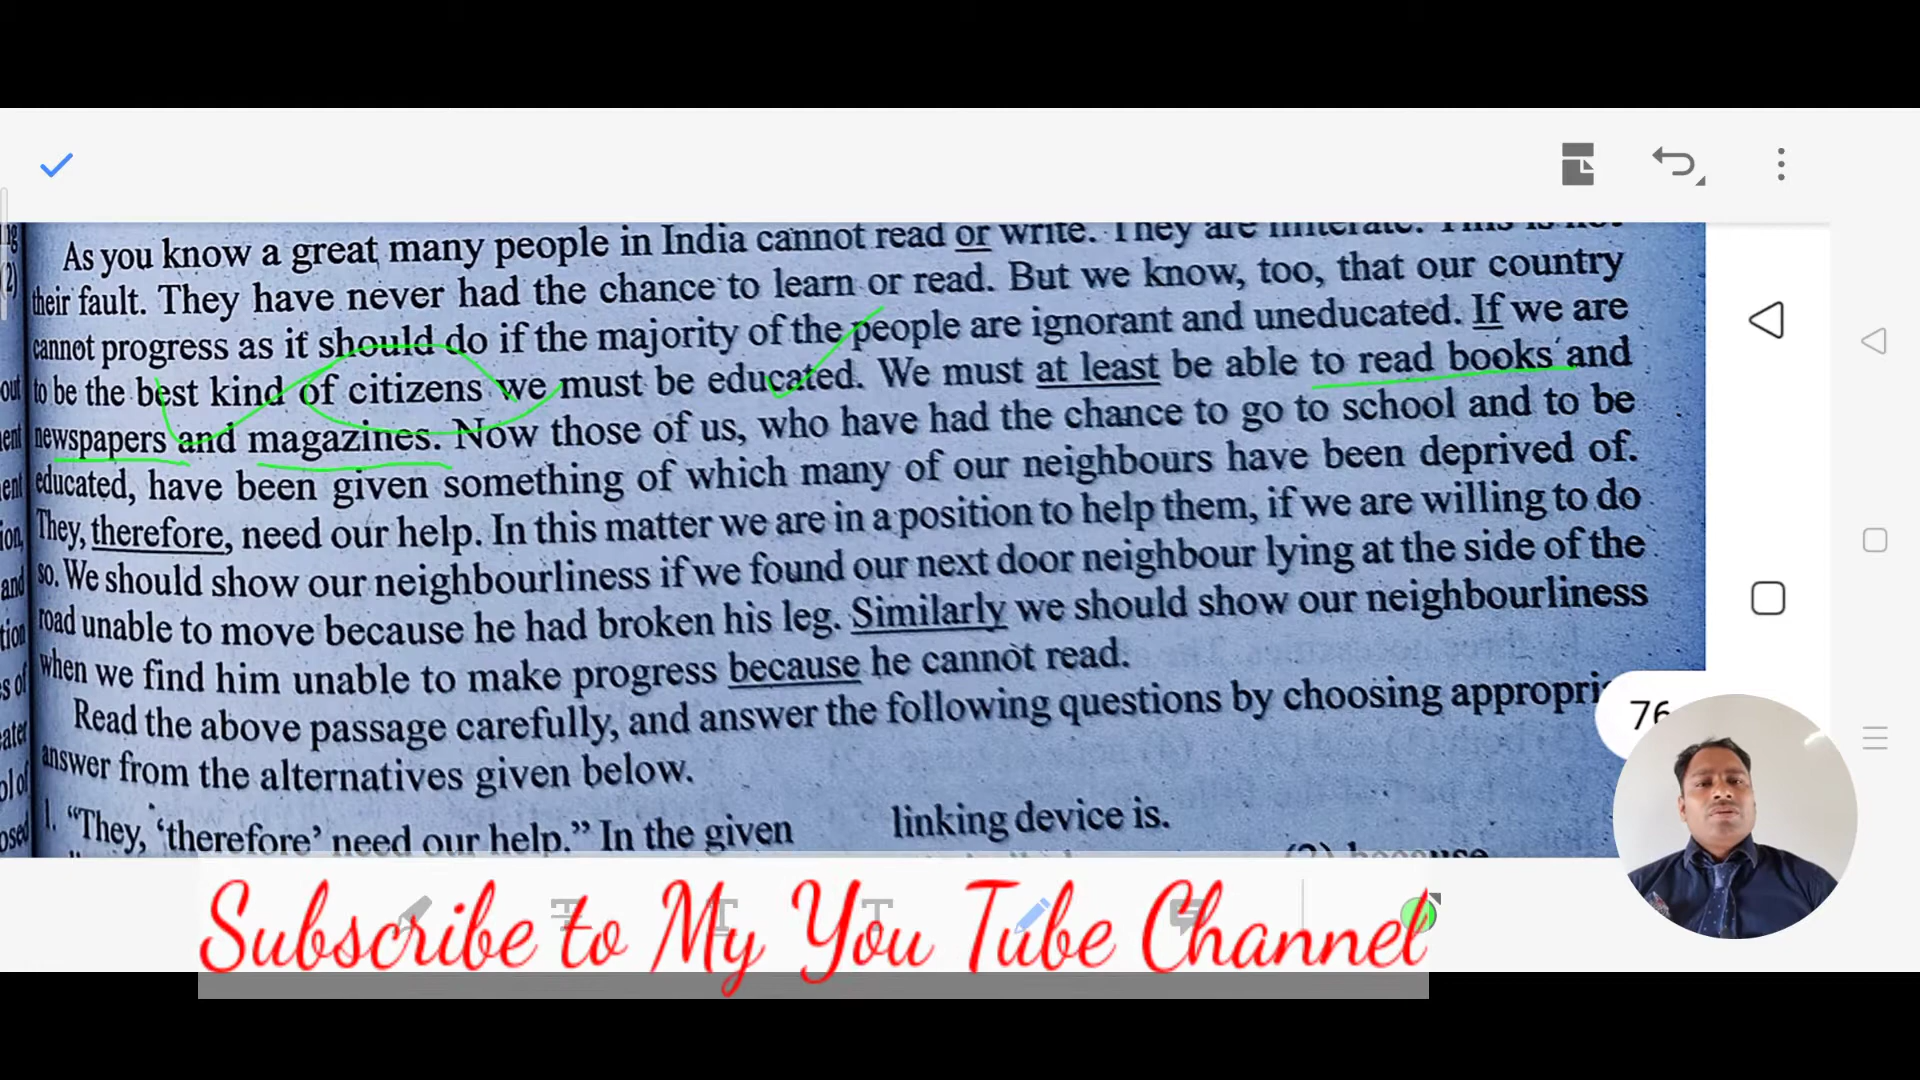 As you know a great many people in India cannot read or write. They are illiterate. This is not
their fault. They have never had the chance to learn or read. But we know, too, that our country
cannot progress as it should do if the majority of the people are ignorant and uneducated. If we are
to be the best kind of citizens we must be educated. We must at least be able to read books and
newspapers and magazines. Now those of us, who have had the chance to go to school and to be
educated, have been given something of which many of our neighbours have been deprived of.
They, therefore, need our help. In this matter we are in a position to help them, if we are willing to do
so. We should show our neighbourliness if we found our next door neighbour lying at the side of the
road unable to move because he had broken his leg. Similarly we should show our neighbourliness
when we find him unable to make progress because he cannot read.
Read the above passage carefully, and answer the following questions by choosing
answer from the alternatives given below.
76
1. “They, ‘therefore’ need our help.” In the given linking device is.
(2) because
Subscribe to My You Tube Channel